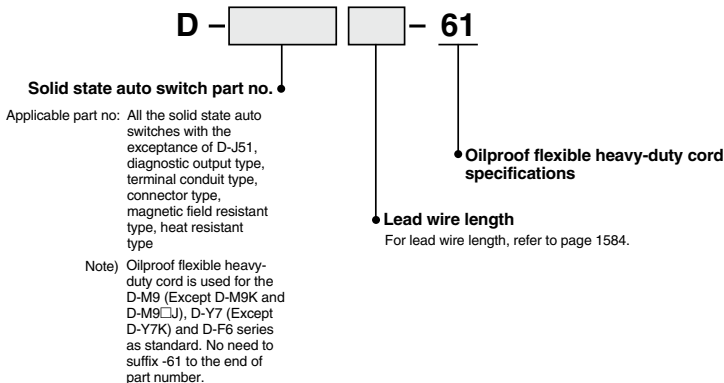 D – – 61
Solid state auto switch part no.
Applicable part no: All the solid state auto
switches with the
exceptance of D-J51,
diagnostic output type,
terminal conduit type,
connector type,
magnetic field resistant
type, heat resistant
type
Note) Oilproof flexible heavy-
duty cord is used for the
D-M9 (Except D-M9K and
D-M9□J), D-Y7 (Except
D-Y7K) and D-F6 series
as standard. No need to
suffix -61 to the end of
part number.
Lead wire length
For lead wire length, refer to page 1584.
Oilproof flexible heavy-duty cord
specifications